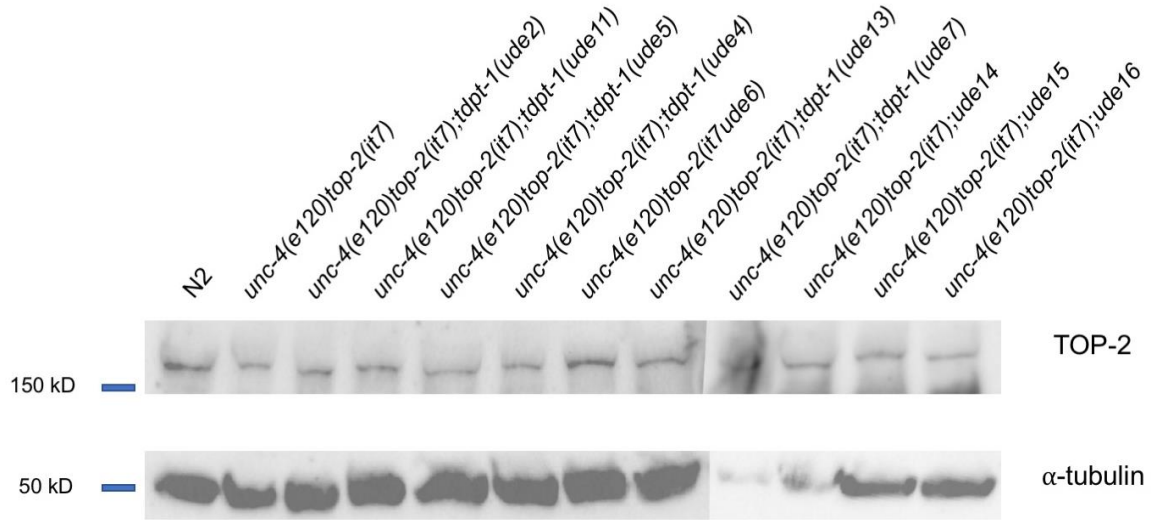 N2
unc-4(e120)top-2(it7)
unc-4(e120)top-2(it7);tdpt-1(ude2)
unc-4(e120)top-2(it7);tdpt-1(ude11)
unc-4(e120)top-2(it7);tdpt-1(ude5)
unc-4(e120)top-2(it7);tdpt-1(ude4)
unc-4(e120)top-2(it7ude6)
unc-4(e120)top-2(it7);tdpt-1(ude13)
unc-4(e120)top-2(it7);tdpt-1(ude7)
unc-4(e120)top-2(it7);ude14
unc-4(e120)top-2(it7);ude15
unc-4(e120)top-2(it7);ude16
TOP-2
150 kD
50 kD
α-tubulin